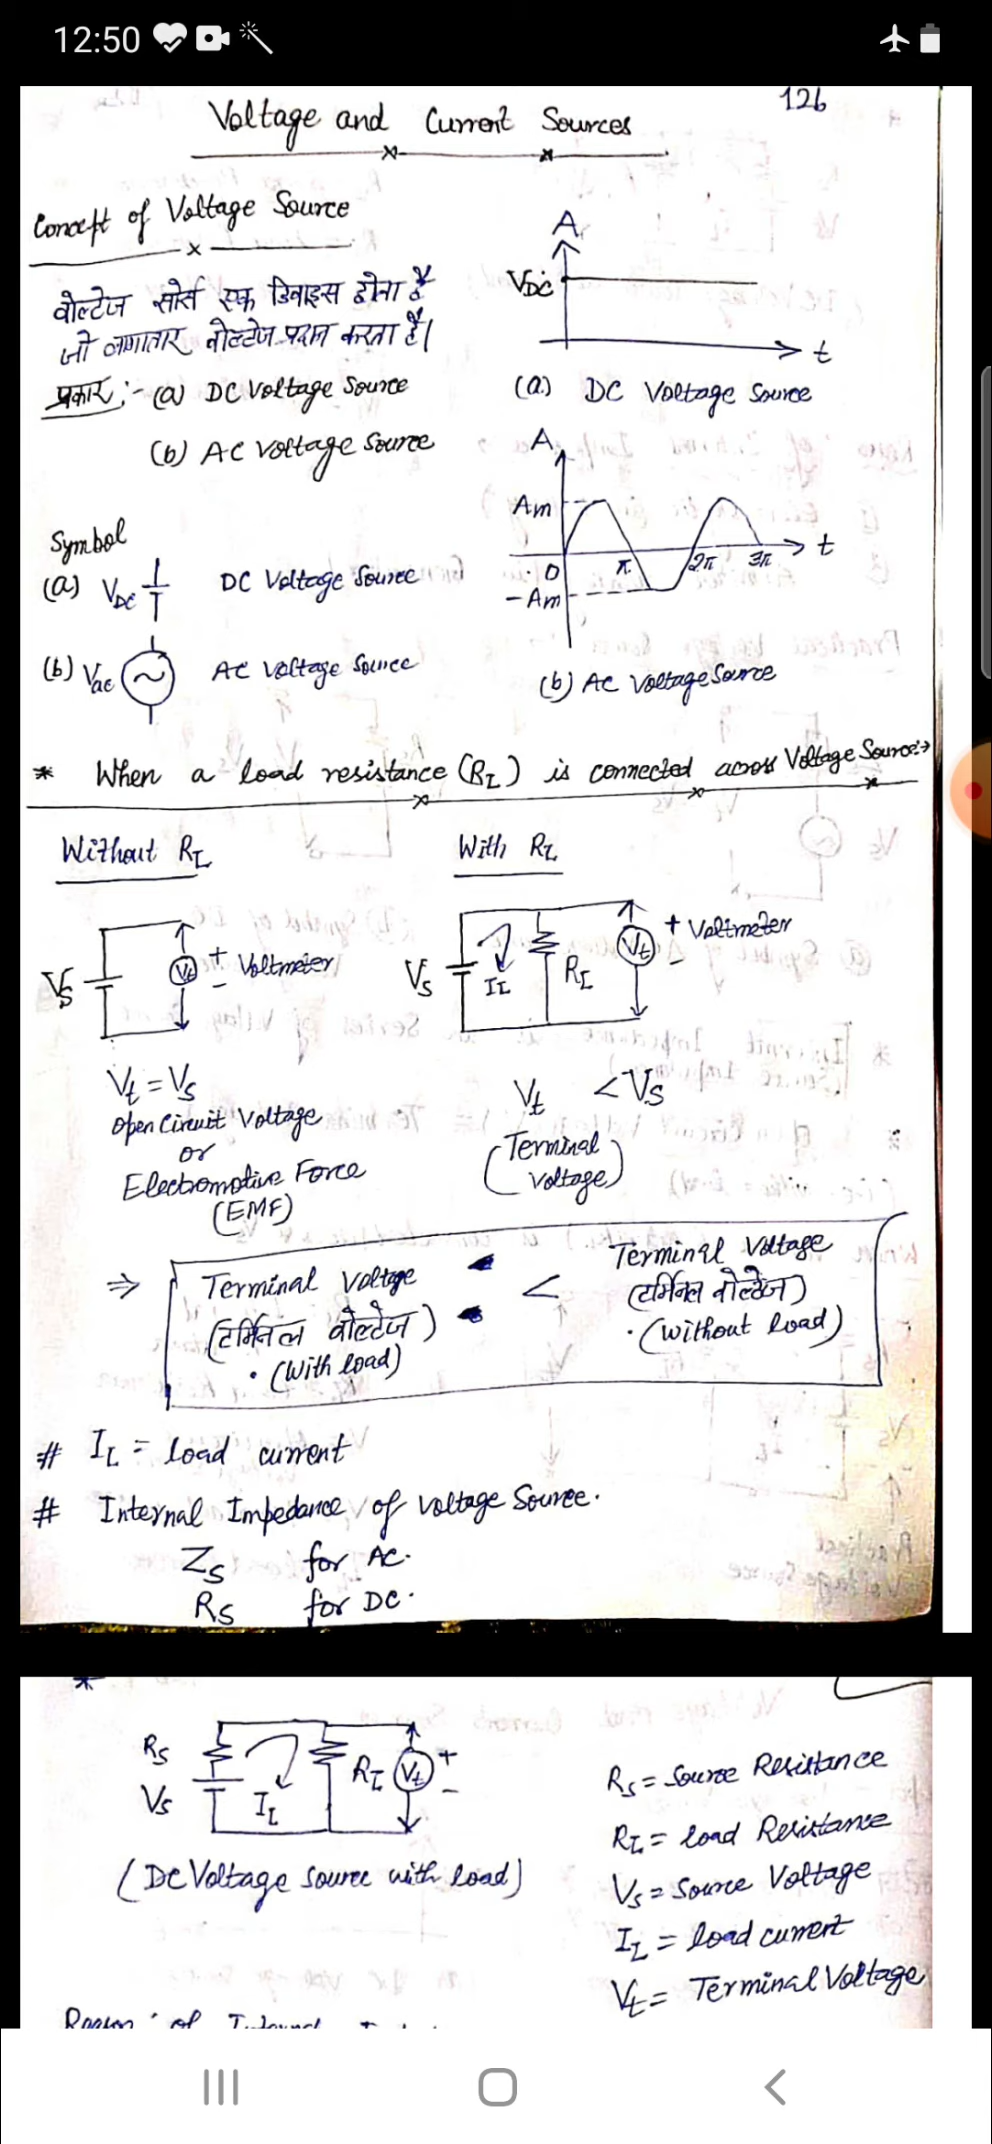 12:50
126
Voltage and Current Sources
Concept of Voltage Source
वोल्टेज सोर्स एक डिवाइस होता है
जो लगातार वोल्टेज प्रदान करता है।
प्रकार :- (a) DC Voltage Source
(b) AC Voltage Source
A
VDC
t
(a) DC Voltage Source
A
Am
0
π
2π
3π
t
-Am
(b) AC Voltage Source
Symbol
(a) VDC DC Voltage Source
(b) Vac AC Voltage Source
* When a load resistance (RL) is connected across Voltage Source:→
Without RL
With RL
Vs
Vt
+
-
Voltmeter
Vs
IL
RL
Vt
+
-
Voltmeter
Vt = Vs
Open Circuit Voltage
or
Electromotive Force
(EMF)
Vt < Vs
(Terminal
Voltage)
⇒ Terminal Voltage
(टर्मिनल वोल्टेज)
(With load)
<
Terminal Voltage
(टर्मिनल वोल्टेज)
(Without load)
# IL = load current
# Internal Impedance of Voltage Source.
Zs for AC.
Rs for DC.
*
Rs
Vs
IL
RL
Vt
+
-
(DC Voltage Source with load)
Rs = Source Resistance
RL = load Resistance
Vs = Source Voltage
IL = load current
Vt = Terminal Voltage